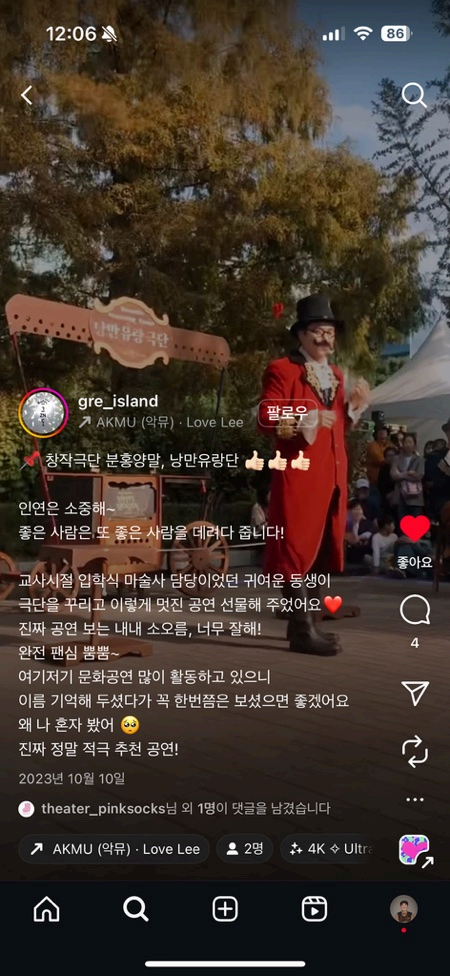 12:06
86
낭만유랑극단
gre_island
AKMU (악뮤) · Love Lee
팔로우
창작극단 분홍양말, 낭만유랑단 👍🏻👍🏻👍🏻
인연은 소중해~
좋은 사람은 또 좋은 사람을 데려다 줍니다!
교사시절 입학식 마술사 담당이었던 귀여운 동생이
극단을 꾸리고 이렇게 멋진 공연 선물해 주었어요❤️
진짜 공연 보는 내내 소오름, 너무 잘해!
완전 팬심 뿜뿜~
여기저기 문화공연 많이 활동하고 있으니
이름 기억해 두셨다가 꼭 한번쯤은 보셨으면 좋겠어요
왜 나 혼자 봤어 🥺
진짜 정말 적극 추천 공연!
2023년 10월 10일
theater_pinksocks님 외 1명이 댓글을 남겼습니다
AKMU (악뮤) · Love Lee
2명
4K ✧ Ultra
좋아요
4